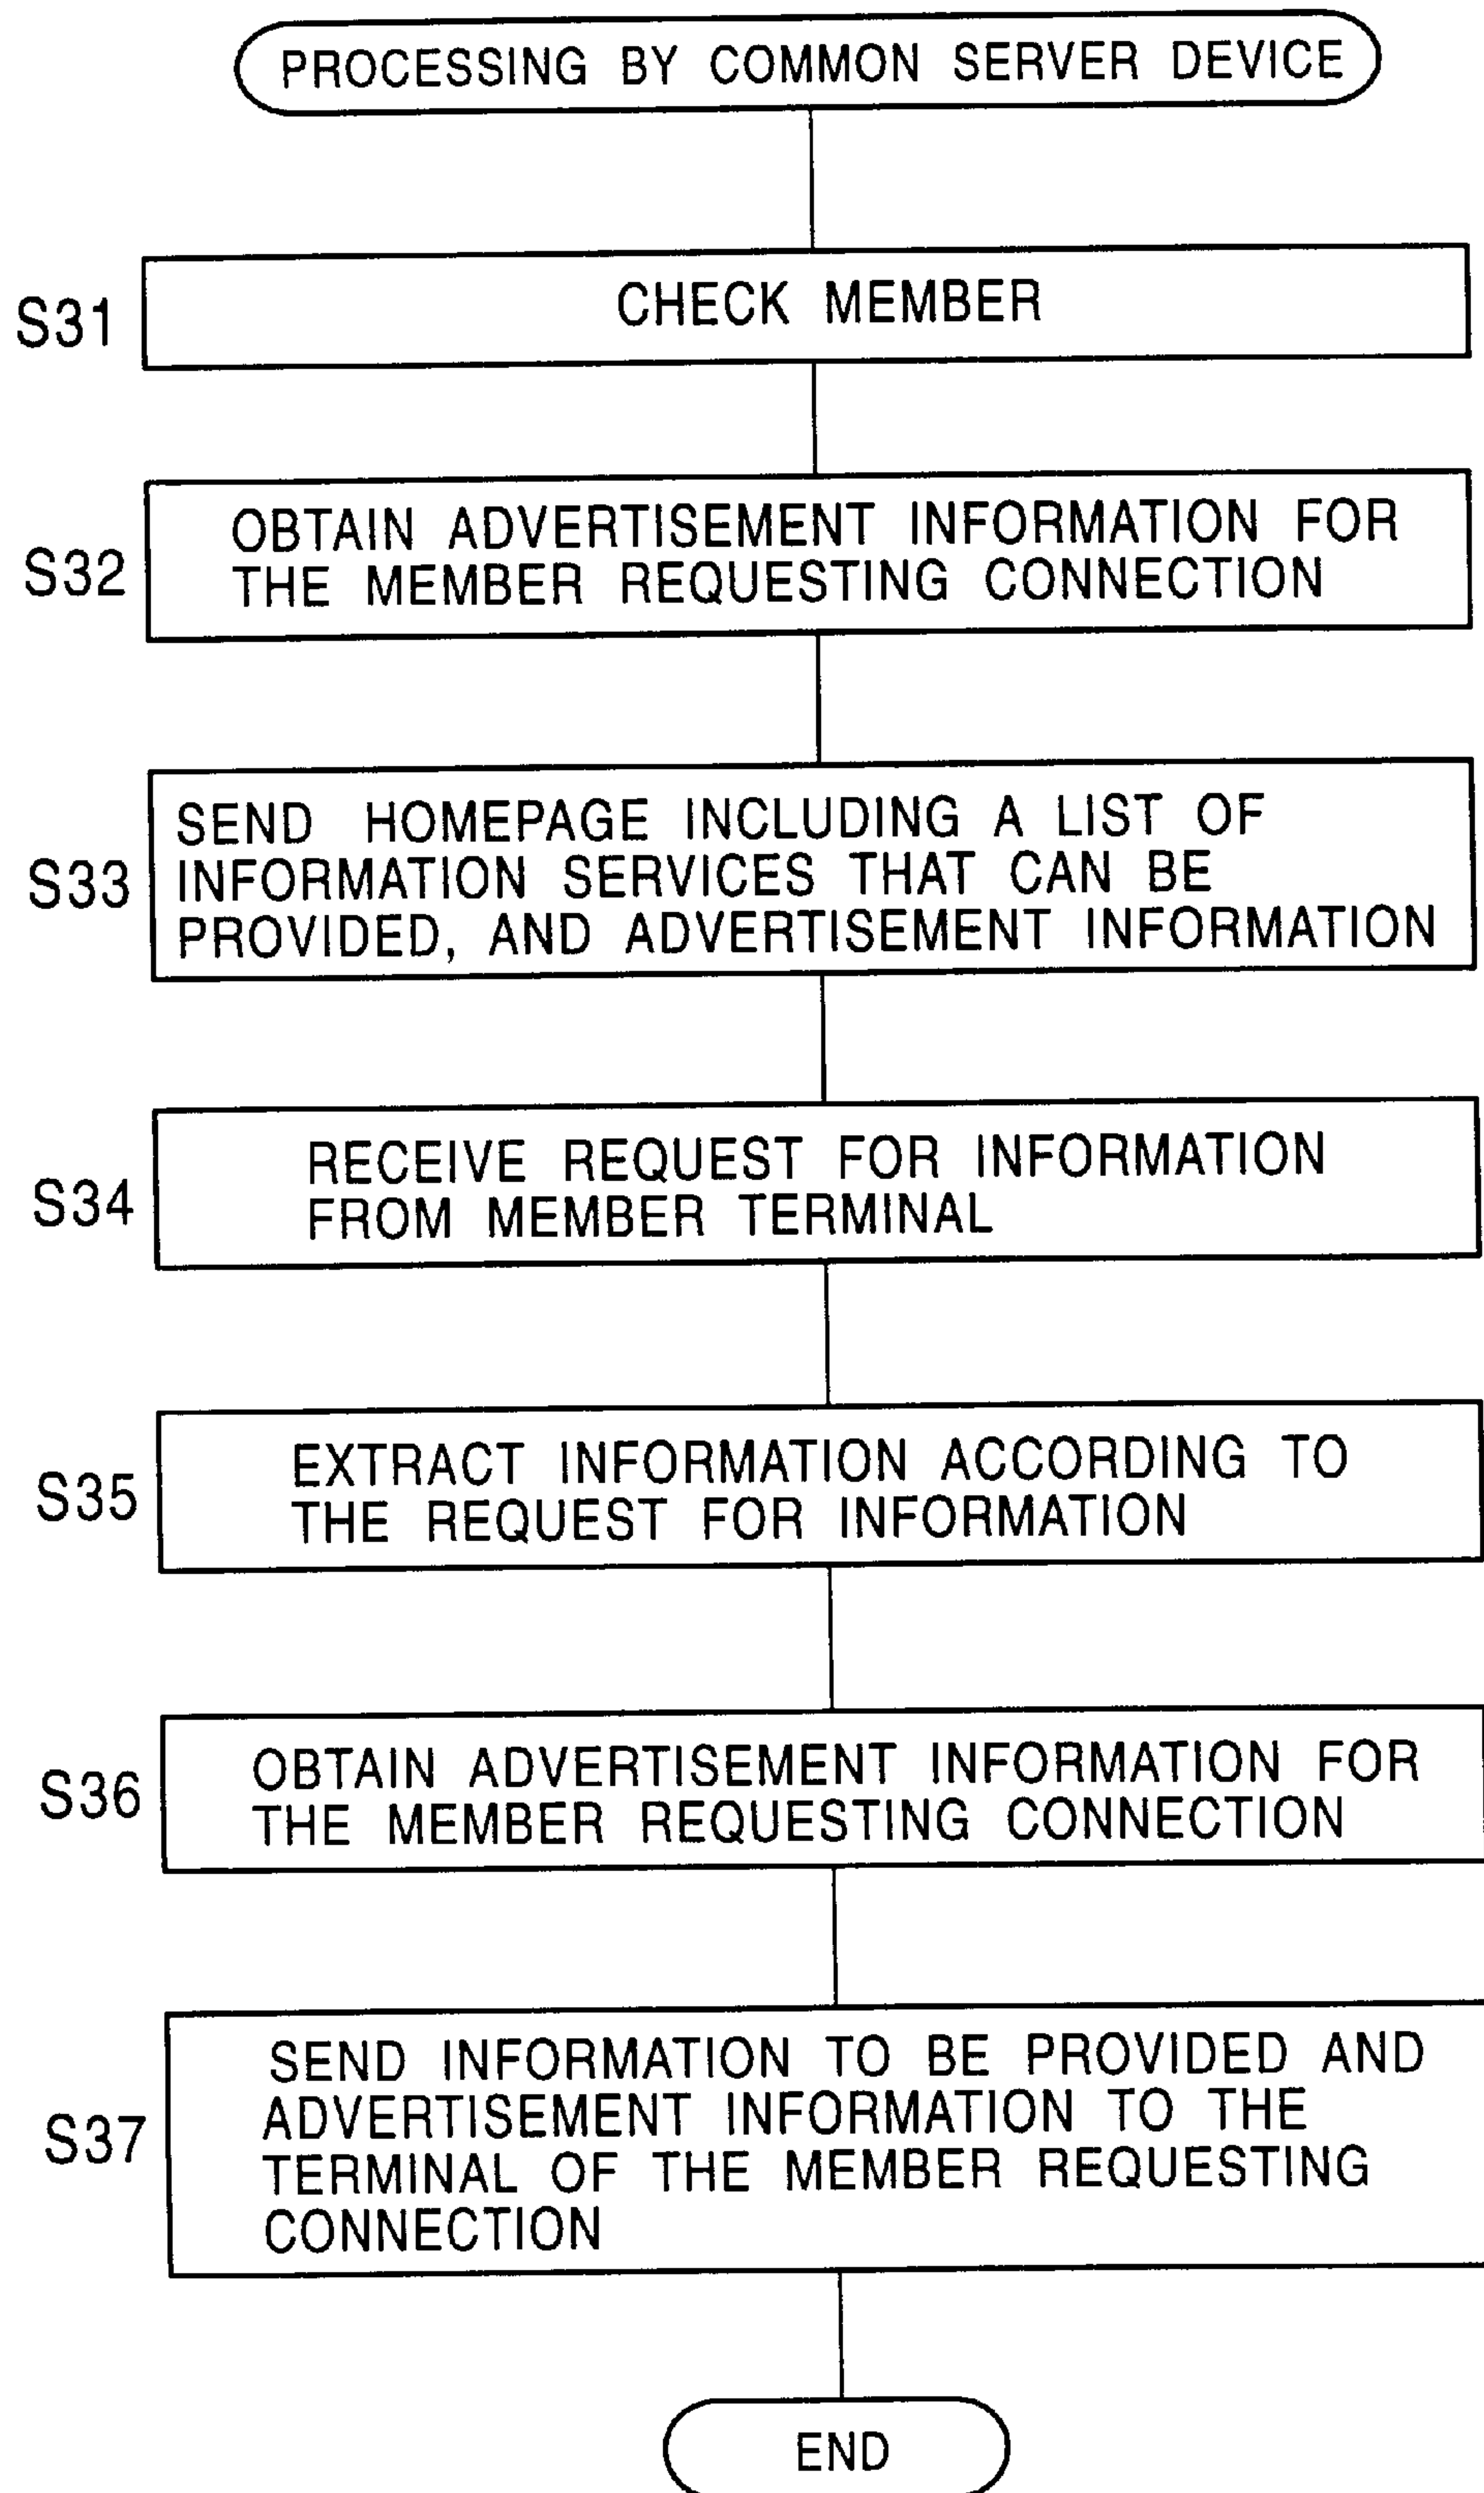 PROCESSING BY COMMON SERVER DEVICE
S31
CHECK MEMBER
S32
OBTAIN ADVERTISEMENT INFORMATION FOR
THE MEMBER REQUESTING CONNECTION
S33
SEND HOMEPAGE INCLUDING A LIST OF
INFORMATION SERVICES THAT CAN BE
PROVIDED, AND ADVERTISEMENT INFORMATION
S34
RECEIVE REQUEST FOR INFORMATION
FROM MEMBER TERMINAL
S35
EXTRACT INFORMATION ACCORDING TO
THE REQUEST FOR INFORMATION
S36
OBTAIN ADVERTISEMENT INFORMATION FOR
THE MEMBER REQUESTING CONNECTION
S37
SEND INFORMATION TO BE PROVIDED AND
ADVERTISEMENT INFORMATION TO THE
TERMINAL OF THE MEMBER REQUESTING
CONNECTION
END